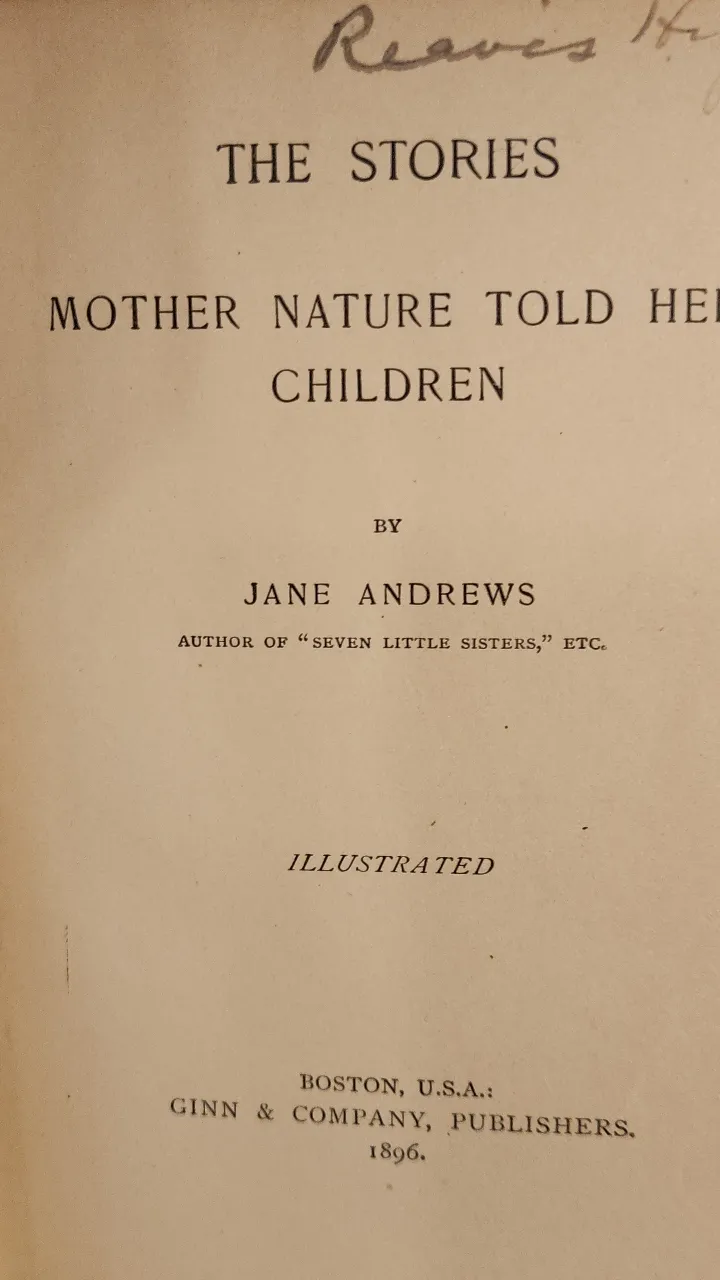 Reaves
THE STORIES
MOTHER NATURE TOLD HE
CHILDREN
BY
JANE ANDREWS
AUTHOR OF “SEVEN LITTLE SISTERS,” ETC.
ILLUSTRATED
BOSTON, U.S.A.:
GINN & COMPANY, PUBLISHERS.
1896.